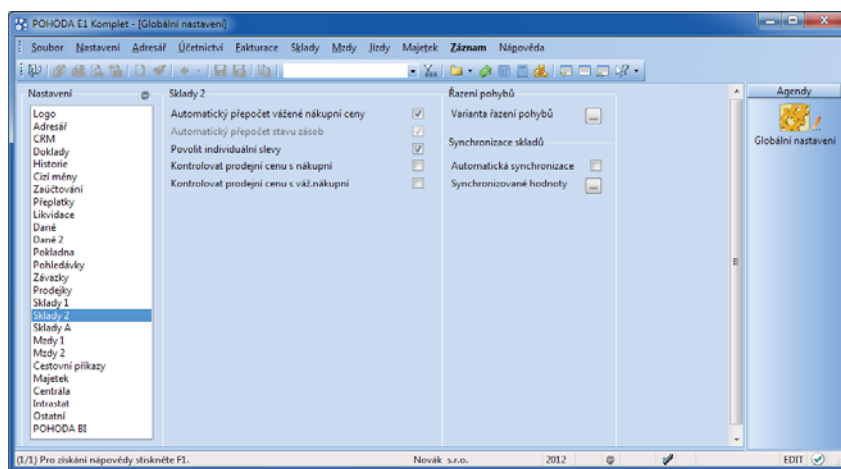 POHODA E1 Komplet - [Globální nastavení]
Soubor Nastavení Adresář Účetnictví Fakturace Sklady Mzdy Jízdy Majetek Záznam Nápověda
Nastavení
Logo
Adresář
CRM
Doklady
Historie
Cizí měny
Zaúčtování
Přeplatky
Likvidace
Daně
Daně 2
Pokladna
Pohledávky
Závazky
Prodejky
Sklady 1
Sklady 2
Sklady A
Mzdy 1
Mzdy 2
Cestovní příkazy
Majetek
Centrála
Intrastat
Ostatní
POHODA BI
Sklady 2
Automatický přepočet vážené nákupní ceny
Automatický přepočet stavu zásob
Povolit individuální slevy
Kontrolovat prodejní cenu s nákupní
Kontrolovat prodejní cenu s váž.nákupní
Řazení pohybů
Varianta řazení pohybů ...
Synchronizace skladů
Automatická synchronizace
Synchronizované hodnoty ...
Agendy
Globální nastavení
(1/1) Pro získání nápovědy stiskněte F1. Novák s.r.o. 2012 @ EDIT